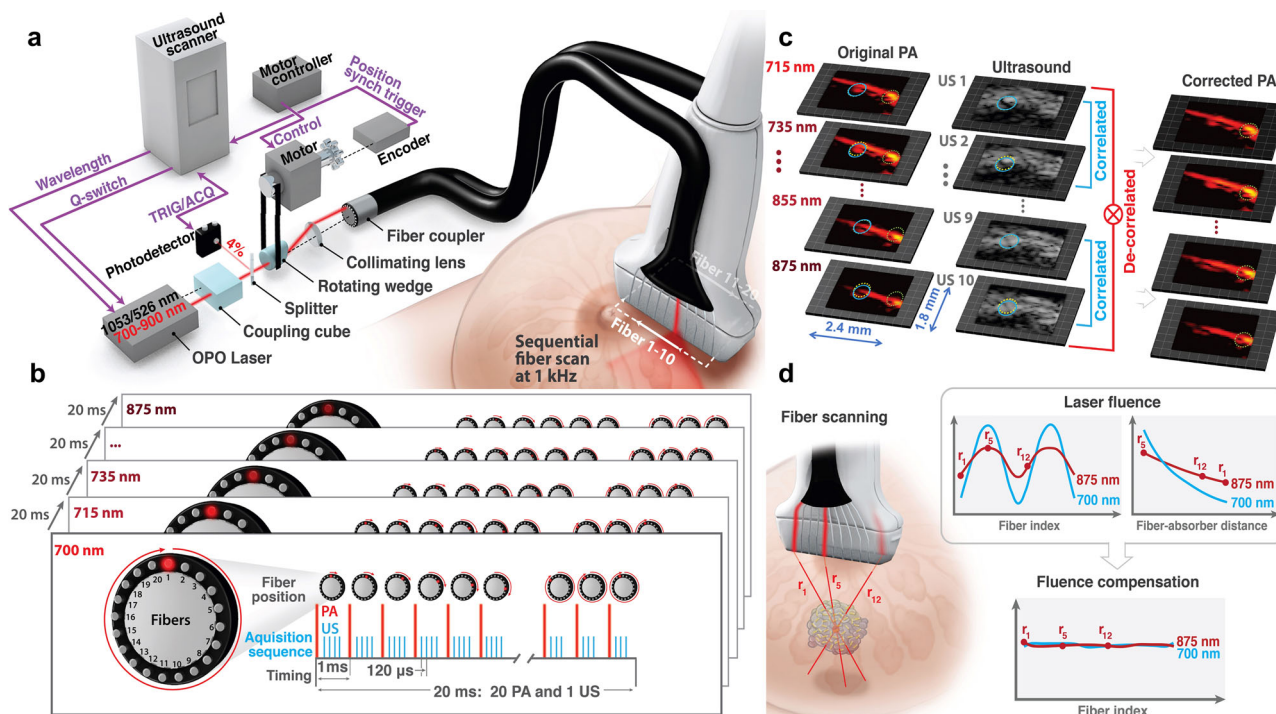 a
Ultrasound
scanner
Motor
controller
Position
synch trigger
Control
Motor
Encoder
Wavelength
Q-switch
TRIG/ACQ
Photodetector
4%
Fiber coupler
Collimating lens
Rotating wedge
Splitter
Coupling cube
1053/526 nm
700-900 nm
OPO Laser
Fiber 11-20
Fiber 1-10
Sequential
fiber scan
at 1 kHz
b
20 ms
875 nm
20 ms
...
20 ms
735 nm
20 ms
715 nm
700 nm
1
2
3
4
5
6
7
8
9
10
11
12
13
14
15
16
17
18
19
20
Fibers
Fiber
position
PA
US
Aquisition
sequence
Timing
1ms
120 µs
20 ms: 20 PA and 1 US
c
Original PA
Ultrasound
Corrected PA
715 nm
735 nm
855 nm
875 nm
US 1
US 2
US 9
US 10
Correlated
Correlated
De-correlated
2.4 mm
1.8 mm
d
Fiber scanning
r1
r5
r12
Laser fluence
r1
r5
r12
875 nm
700 nm
Fiber index
r5
r12
r1
875 nm
700 nm
Fiber-absorber distance
Fluence compensation
r1
r5
r12
875 nm
700 nm
Fiber index